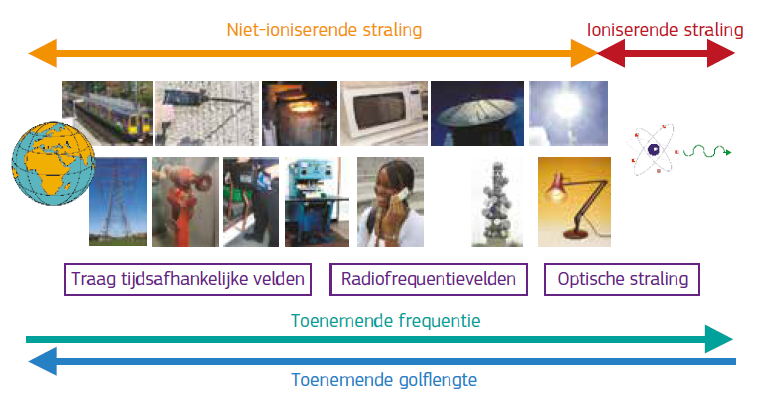 Niet-ioniserende straling
Ioniserende straling
Traag tijdsafhankelijke velden
Radiofrequentievelden
Optische straling
Toenemende frequentie
Toenemende golflengte